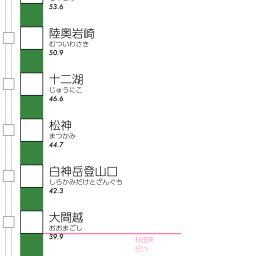 53.6
陸奥岩崎
むついわさき
50.9
十二湖
じゅうにこ
46.6
松神
まつかみ
44.7
白神岳登山口
しらかみだけとざんぐち
42.3
大間越
おおまごし
39.9
秋田県